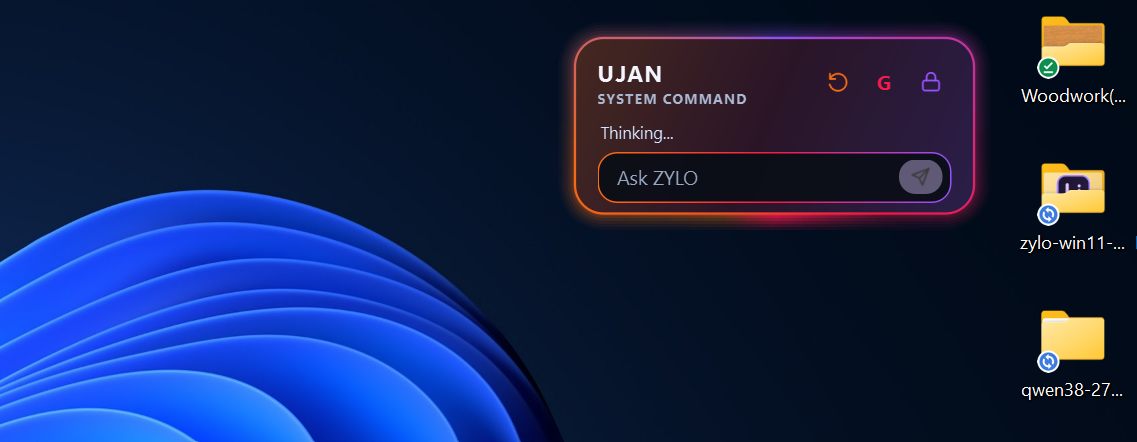 UJAN
G
SYSTEM COMMAND
Thinking...
Ask ZYLO
Woodwork(...
zylo-win11-...
qwen38-27...